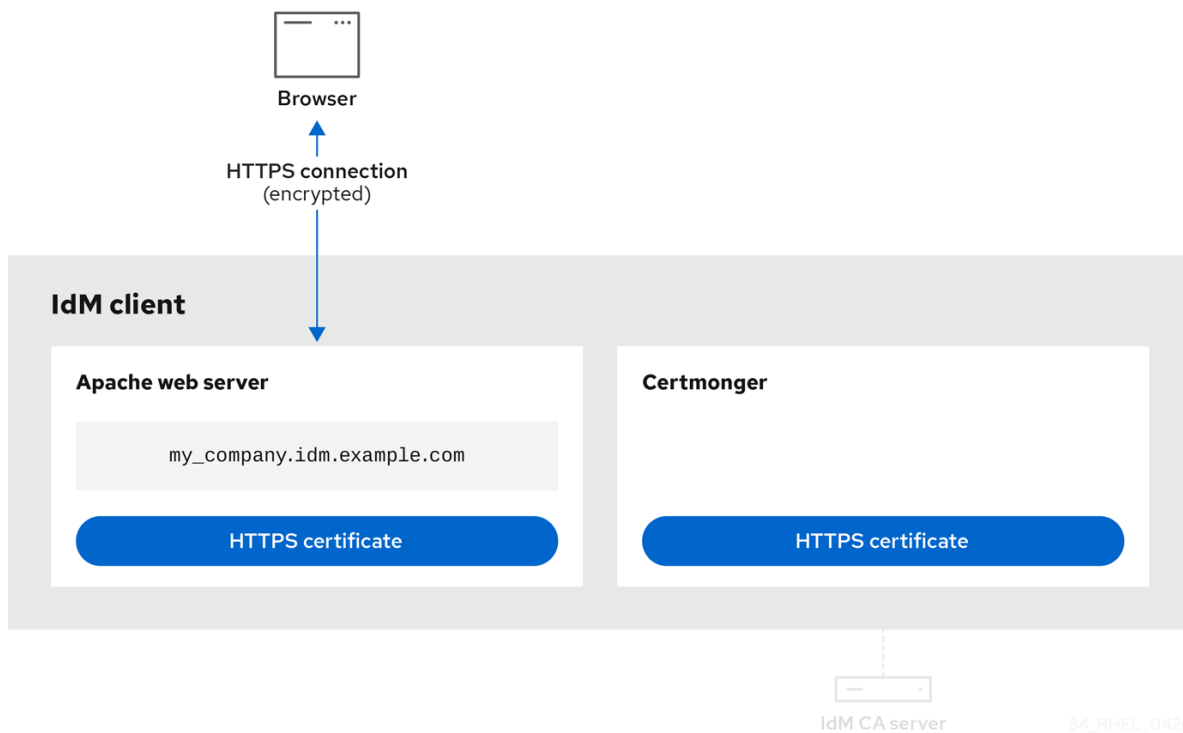 Browser
HTTPS connection
(encrypted)
IdM client
Apache web server
my_company.idm.example.com
HTTPS certificate
Certmonger
HTTPS certificate
IdM CA server